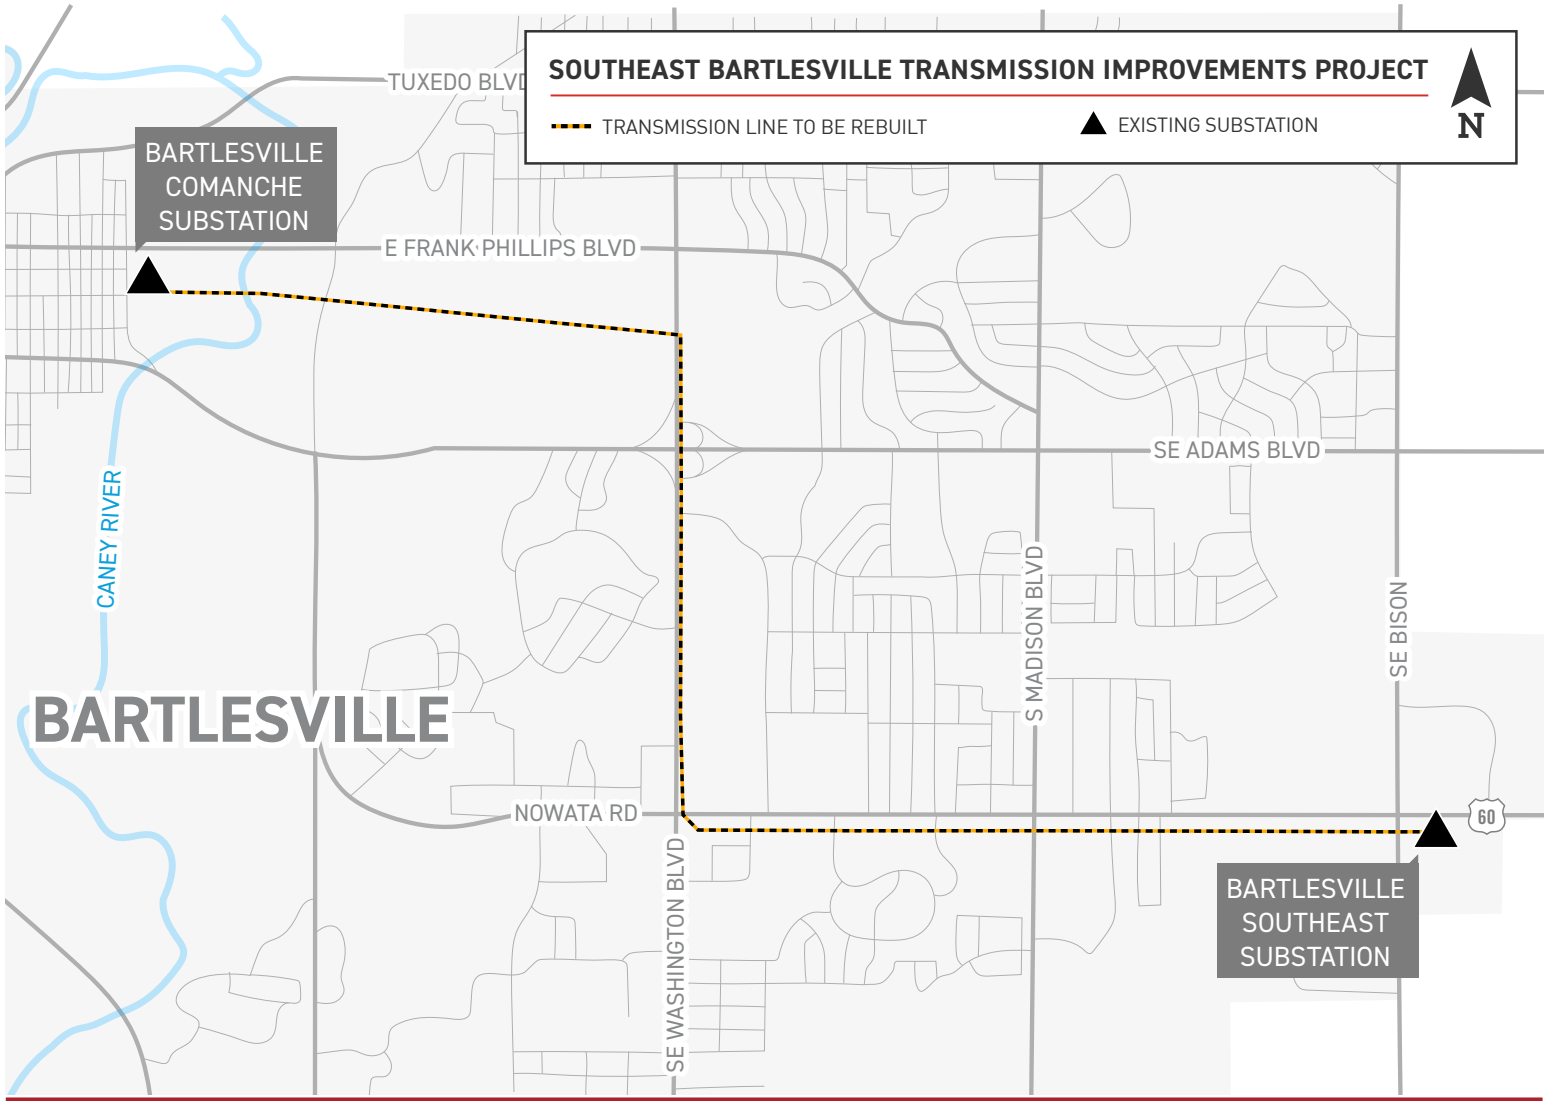 SOUTHEAST BARTLESVILLE TRANSMISSION IMPROVEMENTS PROJECT
TRANSMISSION LINE TO BE REBUILT
EXISTING SUBSTATION
N
TUXEDO BLVD
BARTLESVILLE
COMANCHE
SUBSTATION
E FRANK PHILLIPS BLVD
SE ADAMS BLVD
CANEY RIVER
S MADISON BLVD
SE BISON
BARTLESVILLE
NOWATA RD
60
SE WASHINGTON BLVD
BARTLESVILLE
SOUTHEAST
SUBSTATION